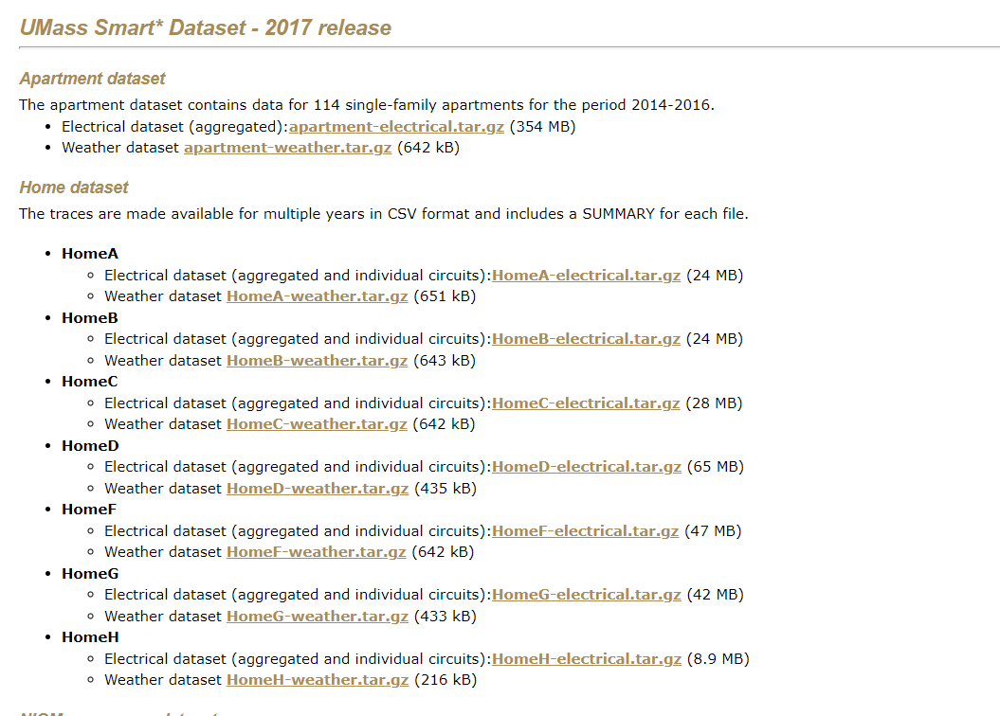 UMass Smart* Dataset - 2017 release
Apartment dataset
The apartment dataset contains data for 114 single-family apartments for the period 2014-2016.
• Electrical dataset (aggregated):apartment-electrical.tar.gz (354 MB)
• Weather dataset apartment-weather.tar.gz (642 kB)
Home dataset
The traces are made available for multiple years in CSV format and includes a SUMMARY for each file.
• HomeA
◦ Electrical dataset (aggregated and individual circuits):HomeA-electrical.tar.gz (24 MB)
◦ Weather dataset HomeA-weather.tar.gz (651 kB)
• HomeB
◦ Electrical dataset (aggregated and individual circuits):HomeB-electrical.tar.gz (24 MB)
◦ Weather dataset HomeB-weather.tar.gz (643 kB)
• HomeC
◦ Electrical dataset (aggregated and individual circuits):HomeC-electrical.tar.gz (28 MB)
◦ Weather dataset HomeC-weather.tar.gz (642 kB)
• HomeD
◦ Electrical dataset (aggregated and individual circuits):HomeD-electrical.tar.gz (65 MB)
◦ Weather dataset HomeD-weather.tar.gz (435 kB)
• HomeF
◦ Electrical dataset (aggregated and individual circuits):HomeF-electrical.tar.gz (47 MB)
◦ Weather dataset HomeF-weather.tar.gz (642 kB)
• HomeG
◦ Electrical dataset (aggregated and individual circuits):HomeG-electrical.tar.gz (42 MB)
◦ Weather dataset HomeG-weather.tar.gz (433 kB)
• HomeH
◦ Electrical dataset (aggregated and individual circuits):HomeH-electrical.tar.gz (8.9 MB)
◦ Weather dataset HomeH-weather.tar.gz (216 kB)